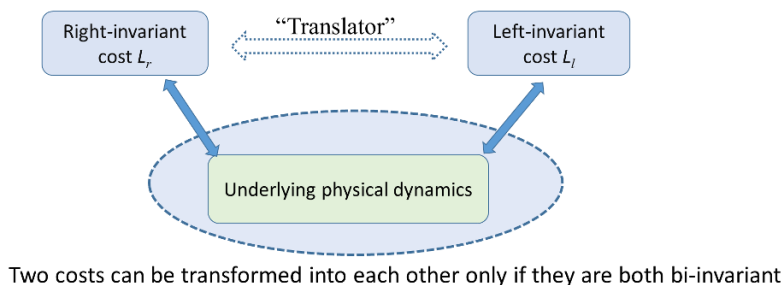 Right-invariant
cost Lr
“Translator”
Left-invariant
cost Ll
Underlying physical dynamics
Two costs can be transformed into each other only if they are both bi-invariant